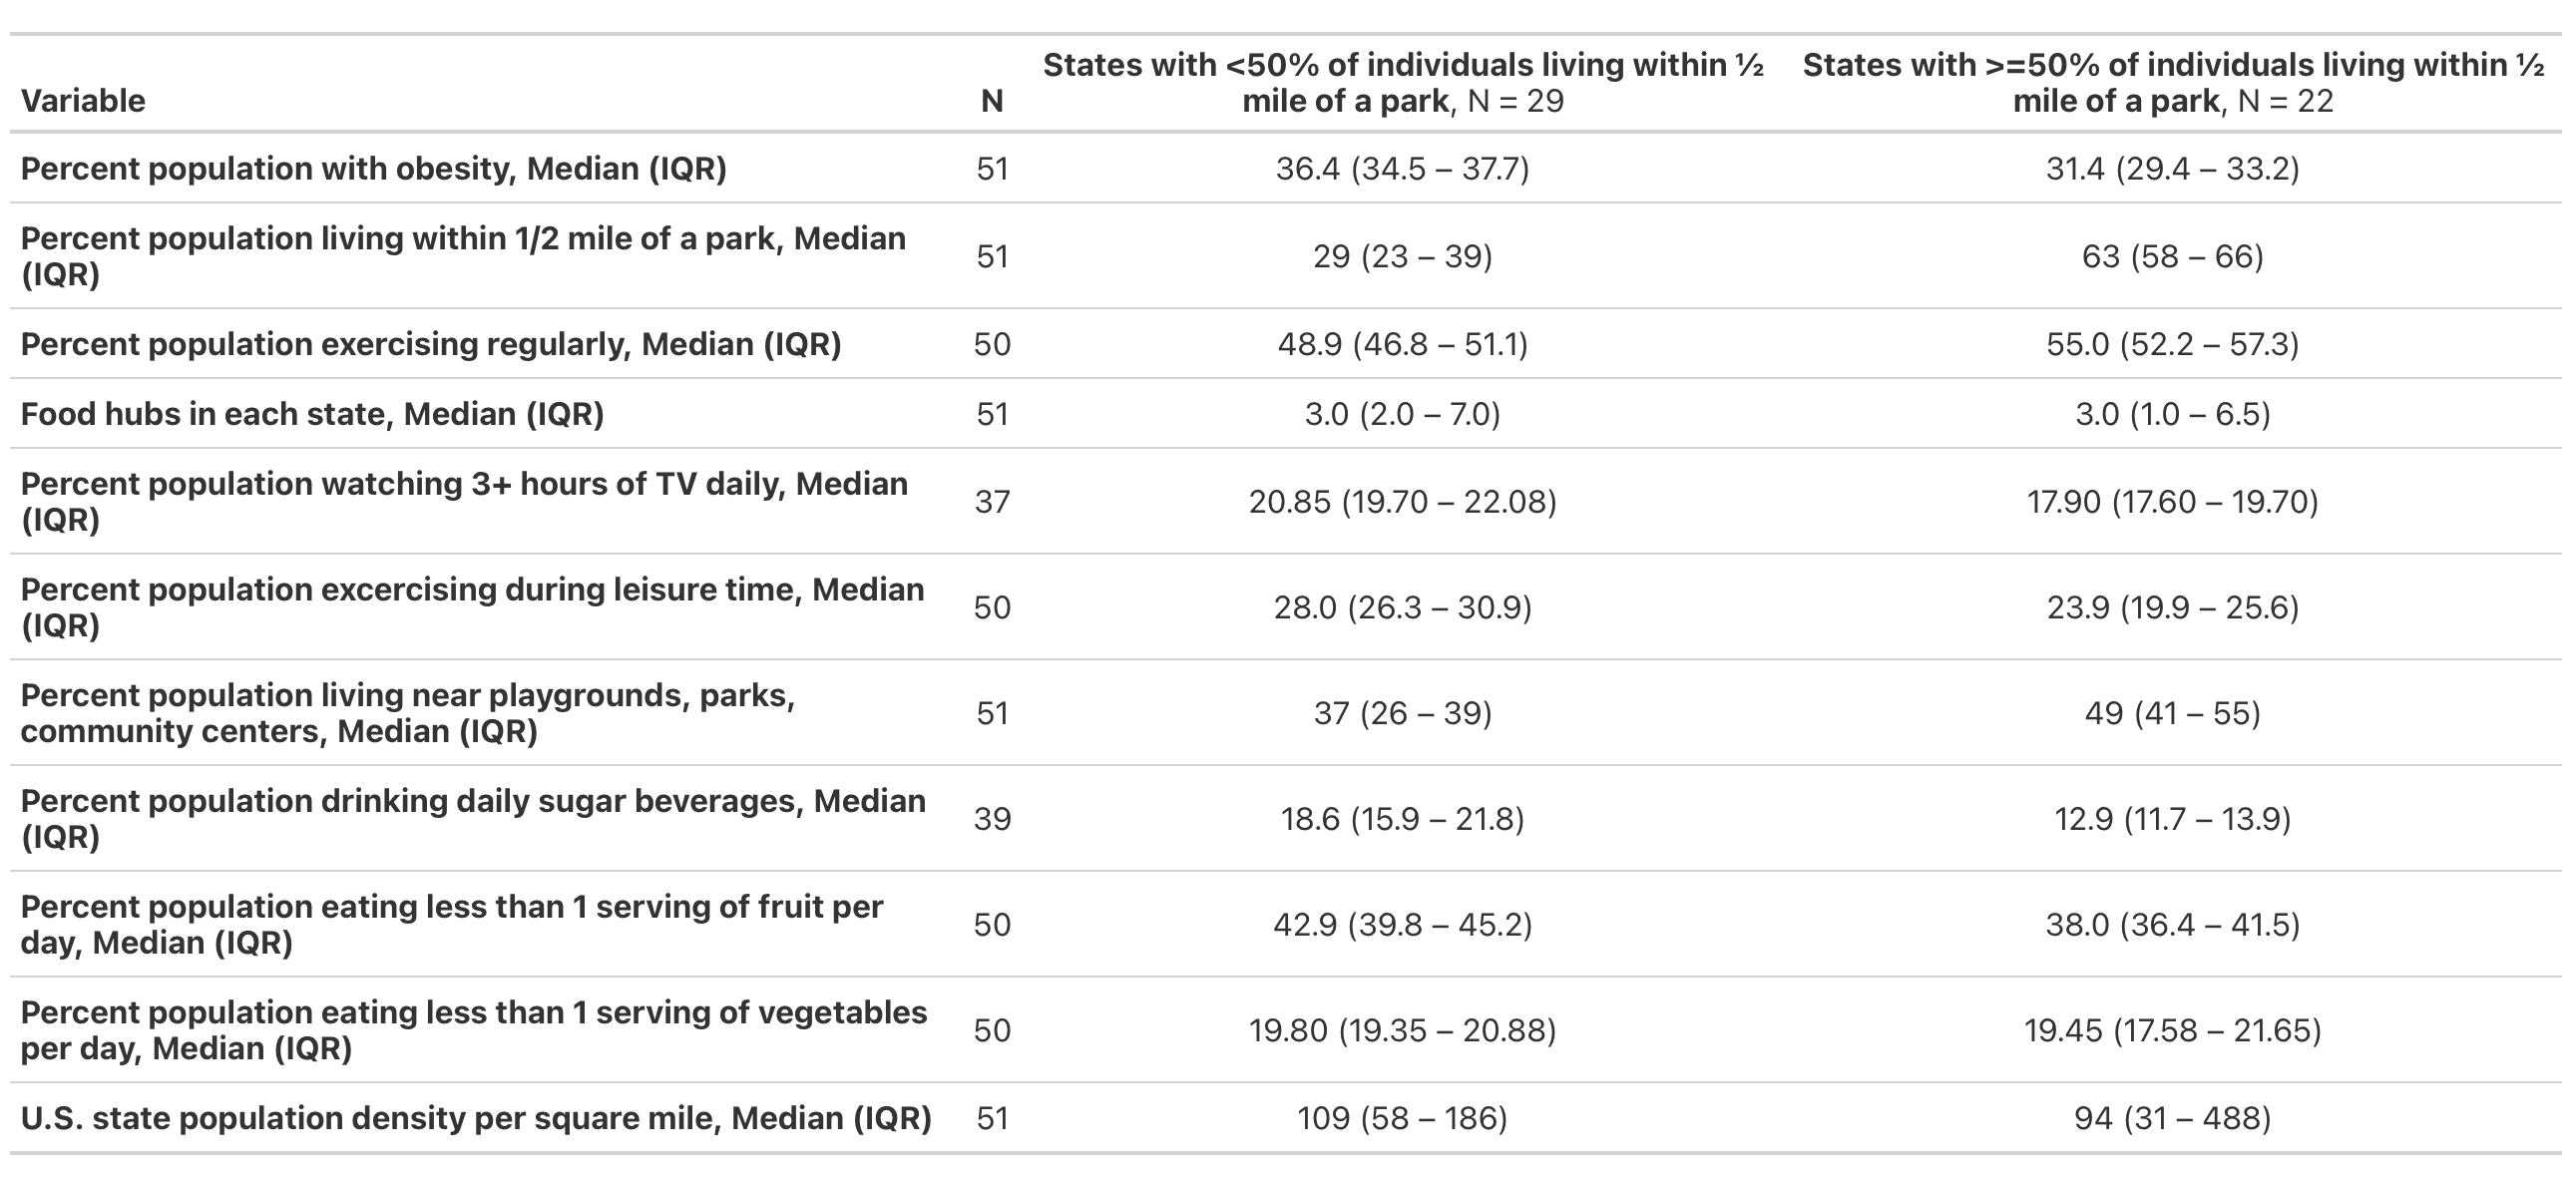 Variable N States with <50% of individuals living within ½ mile of a park, N = 29 States with >=50% of individuals living within ½ mile of a park, N = 22
Percent population with obesity, Median (IQR) 51 36.4 (34.5 – 37.7) 31.4 (29.4 – 33.2)
Percent population living within 1/2 mile of a park, Median (IQR) 51 29 (23 – 39) 63 (58 – 66)
Percent population exercising regularly, Median (IQR) 50 48.9 (46.8 – 51.1) 55.0 (52.2 – 57.3)
Food hubs in each state, Median (IQR) 51 3.0 (2.0 – 7.0) 3.0 (1.0 – 6.5)
Percent population watching 3+ hours of TV daily, Median (IQR) 37 20.85 (19.70 – 22.08) 17.90 (17.60 – 19.70)
Percent population excercising during leisure time, Median (IQR) 50 28.0 (26.3 – 30.9) 23.9 (19.9 – 25.6)
Percent population living near playgrounds, parks, community centers, Median (IQR) 51 37 (26 – 39) 49 (41 – 55)
Percent population drinking daily sugar beverages, Median (IQR) 39 18.6 (15.9 – 21.8) 12.9 (11.7 – 13.9)
Percent population eating less than 1 serving of fruit per day, Median (IQR) 50 42.9 (39.8 – 45.2) 38.0 (36.4 – 41.5)
Percent population eating less than 1 serving of vegetables per day, Median (IQR) 50 19.80 (19.35 – 20.88) 19.45 (17.58 – 21.65)
U.S. state population density per square mile, Median (IQR) 51 109 (58 – 186) 94 (31 – 488)